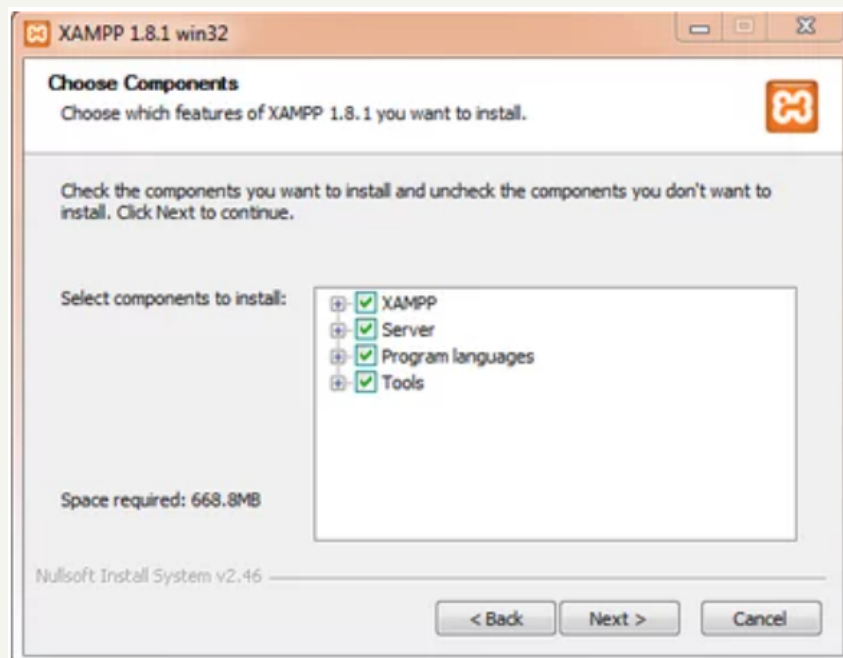 XAMPP 1.8.1 win32
Choose Components
Choose which features of XAMPP 1.8.1 you want to install.
Check the components you want to install and uncheck the components you don't want to
install. Click Next to continue.
Select components to install:
XAMPP
Server
Program languages
Tools
Space required: 668.8MB
Nullsoft Install System v2.46
< Back Next > Cancel